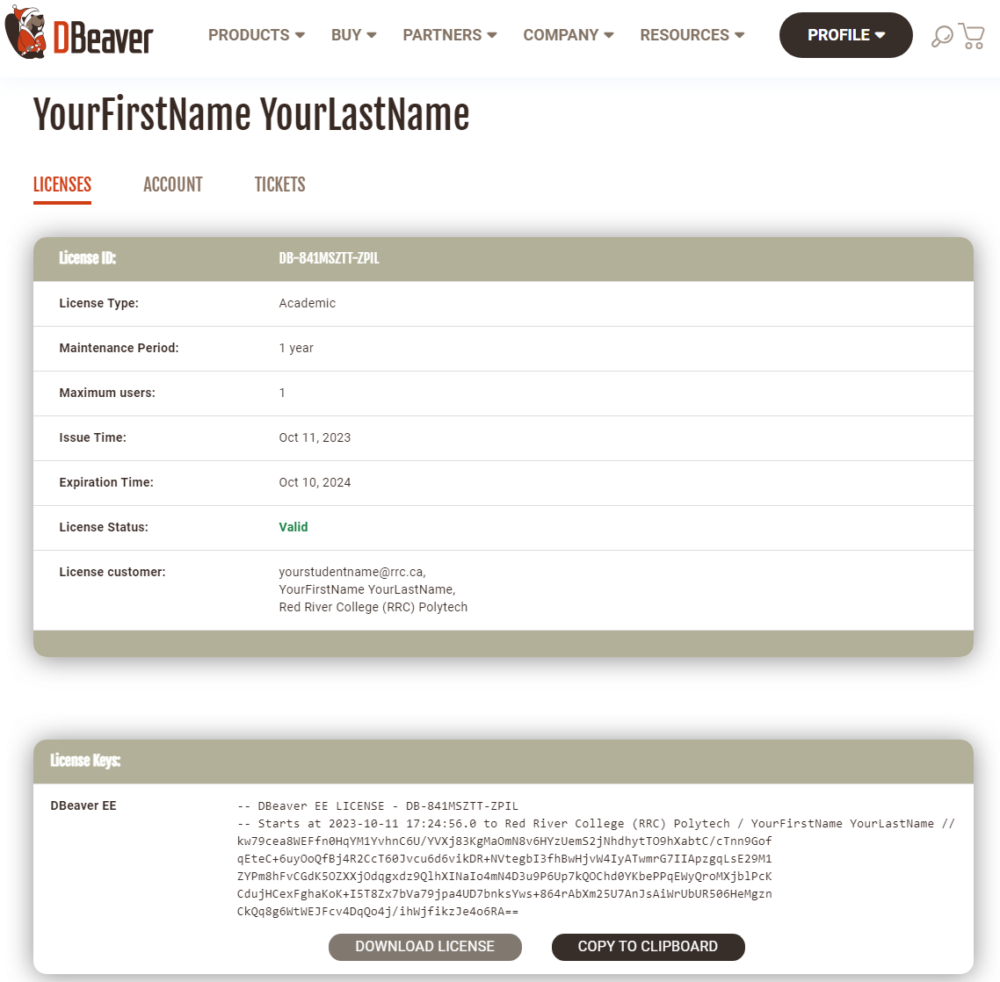 DBeaver
PRODUCTS BUY PARTNERS COMPANY RESOURCES PROFILE
YourFirstName YourLastName
LICENSES ACCOUNT TICKETS
License ID: DB-841MSZTT-ZPIL
License Type: Academic
Maintenance Period: 1 year
Maximum users: 1
Issue Time: Oct 11, 2023
Expiration Time: Oct 10, 2024
License Status: Valid
License customer: yourstudentname@rrc.ca,
YourFirstName YourLastName,
Red River College (RRC) Polytech
License Keys:
DBeaver EE -- DBeaver EE LICENSE - DB-841MSZTT-ZPIL
-- Starts at 2023-10-11 17:24:56.0 to Red River College (RRC) Polytech / YourFirstName YourLastName //
kw79cea8WEFfn0HqYM1YvhnC6U/YVXj83KgMaOmN8v6HYzUemS2jNhdhytTO9hXabtC/cTnn9Gof
qEteC+6uyOoQfBj4R2CcT60Jvcu6d6vikDR+NVtegbI3fhBwHjvW4IyATwmrG7IIApzgqLsE29M1
ZYPm8hFvCGdK5OZXXjOdqgxdz9QlhXINaIo4mN4D3u9P6Up7kQOChd0YKbePPqEWyQroMXjblPcK
CdujHCexFghaKoK+I5T8Zx7bVa79jpa4UD7bnksYws+864rAbXm25U7AnJsAiWrUbUR506HeMgzn
CkQq8g6WtWEJFcv4DqQo4j/ihWjfikzJe4o6RA==
DOWNLOAD LICENSE COPY TO CLIPBOARD